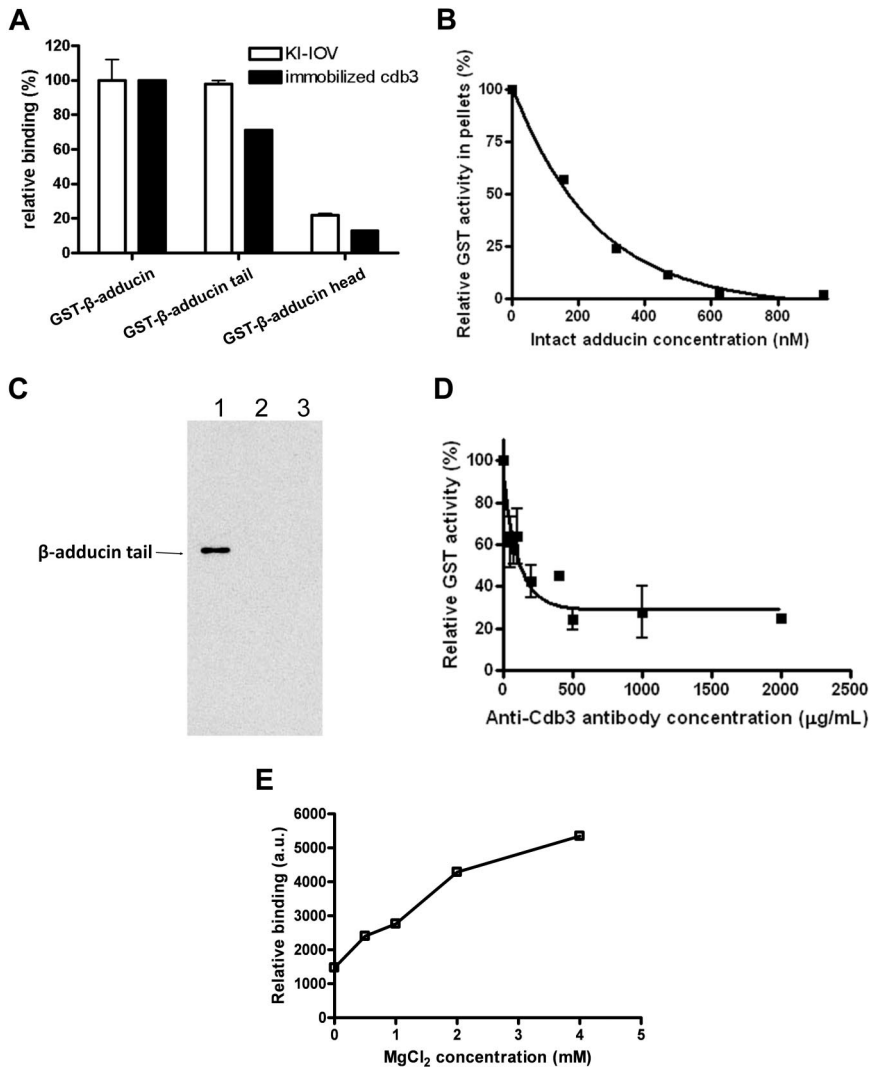 A
relative binding (%)
120
100
80
60
40
20
0
KI-IOV
immobilized cdb3
GST-β-adducin
GST-β-adducin tail
GST-β-adducin head
B
Relative GST activity in pellets (%)
100
75
50
25
0
0 200 400 600 800
Intact adducin concentration (nM)
C
1 2 3
β-adducin tail
D
Relative GST activity (%)
100
80
60
40
20
0
0 500 1000 1500 2000 2500
Anti-Cdb3 antibody concentration (μg/mL)
E
Relative binding (a.u.)
6000
5000
4000
3000
2000
1000
0
0 1 2 3 4 5
MgCl₂ concentration (mM)